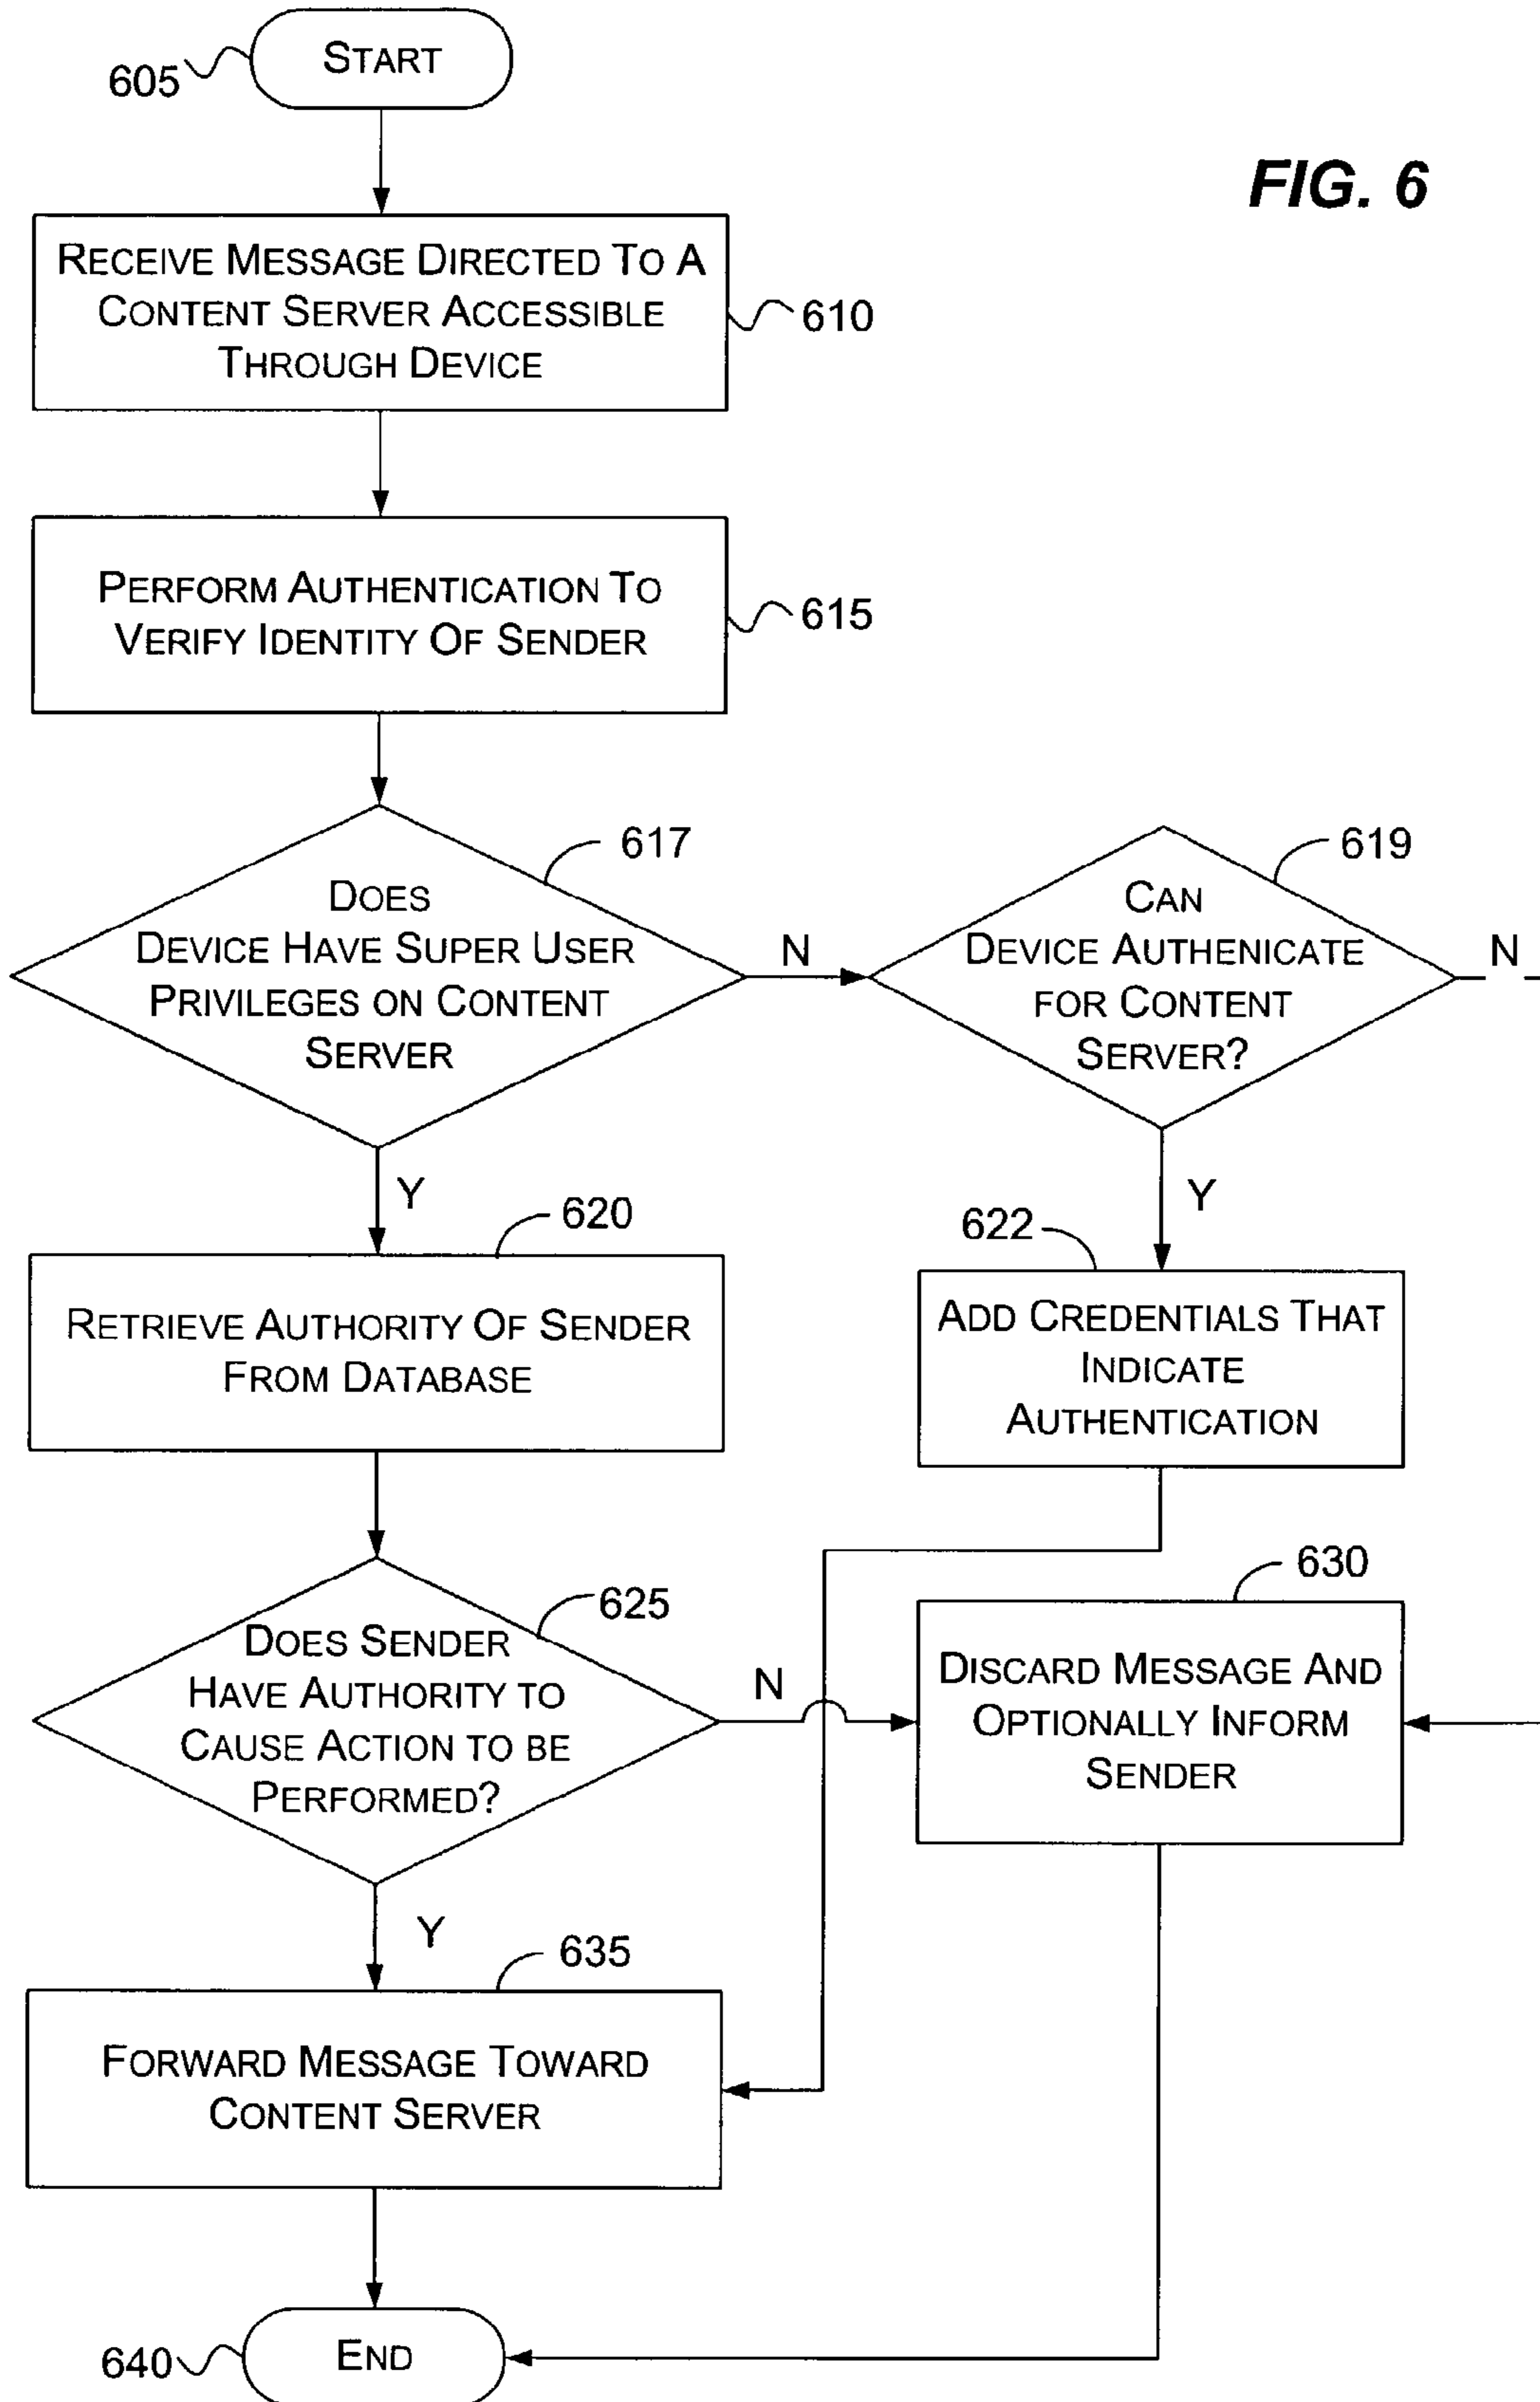 START
605
FIG. 6
RECEIVE MESSAGE DIRECTED TO A
CONTENT SERVER ACCESSIBLE
THROUGH DEVICE
610
PERFORM AUTHENTICATION TO
VERIFY IDENTITY OF SENDER
615
617
DOES
DEVICE HAVE SUPER USER
PRIVILEGES ON CONTENT
SERVER
N
619
CAN
DEVICE AUTHENICATE
FOR CONTENT
SERVER?
N
Y
Y
620
RETRIEVE AUTHORITY OF SENDER
FROM DATABASE
622
ADD CREDENTIALS THAT
INDICATE
AUTHENTICATION
625
DOES SENDER
HAVE AUTHORITY TO
CAUSE ACTION TO BE
PERFORMED?
N
630
DISCARD MESSAGE AND
OPTIONALLY INFORM
SENDER
Y
635
FORWARD MESSAGE TOWARD
CONTENT SERVER
640
END